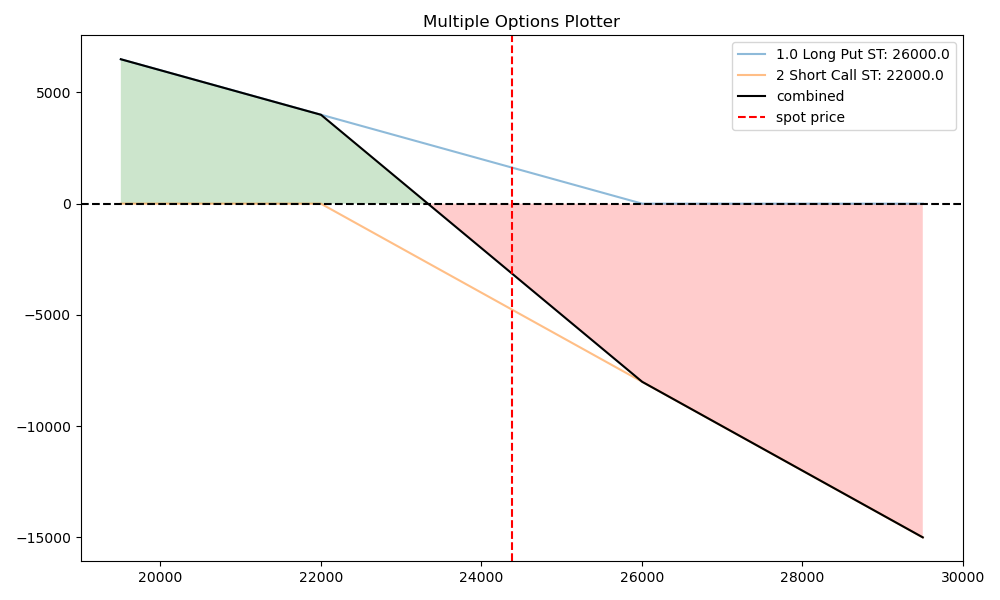 Multiple Options Plotter
1.0 Long Put ST: 26000.0
2 Short Call ST: 22000.0
combined
spot price
5000
0
−5000
−10000
−15000
20000
22000
24000
26000
28000
30000